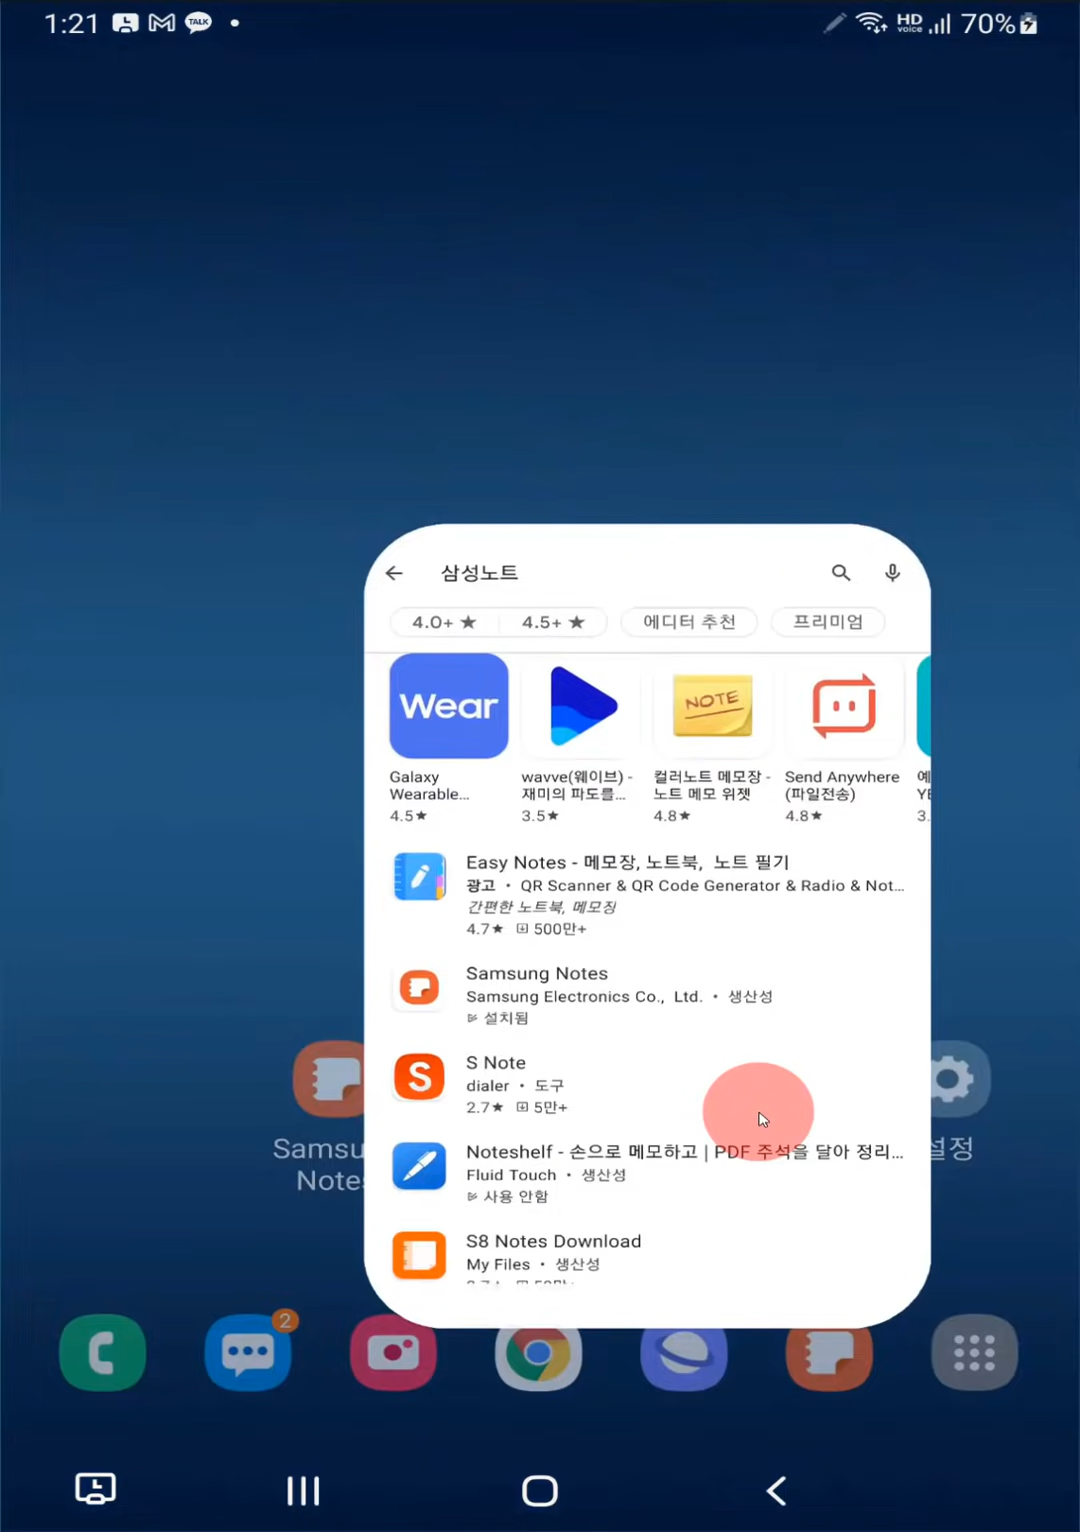 1:21
TALK
HD voice
70%
삼성노트
4.0+ ★
4.5+ ★
에디터 추천
프리미엄
Wear
NOTE
Galaxy Wearable...
4.5★
wavve(웨이브) - 재미의 파도를...
3.5★
컬러노트 메모장 - 노트 메모 위젯
4.8★
Send Anywhere (파일전송)
4.8★
예
3.
Easy Notes - 메모장, 노트북, 노트 필기
광고 • QR Scanner & QR Code Generator & Radio & Not...
간편한 노트북, 메모장
4.7★ 500만+
Samsung Notes
Samsung Electronics Co., Ltd. • 생산성
설치됨
S
S Note
dialer • 도구
2.7★ 5만+
Noteshelf - 손으로 메모하고 | PDF 주석을 달아 정리...
Fluid Touch • 생산성
사용 안함
S8 Notes Download
My Files • 생산성
Samsu
Note
설정
2